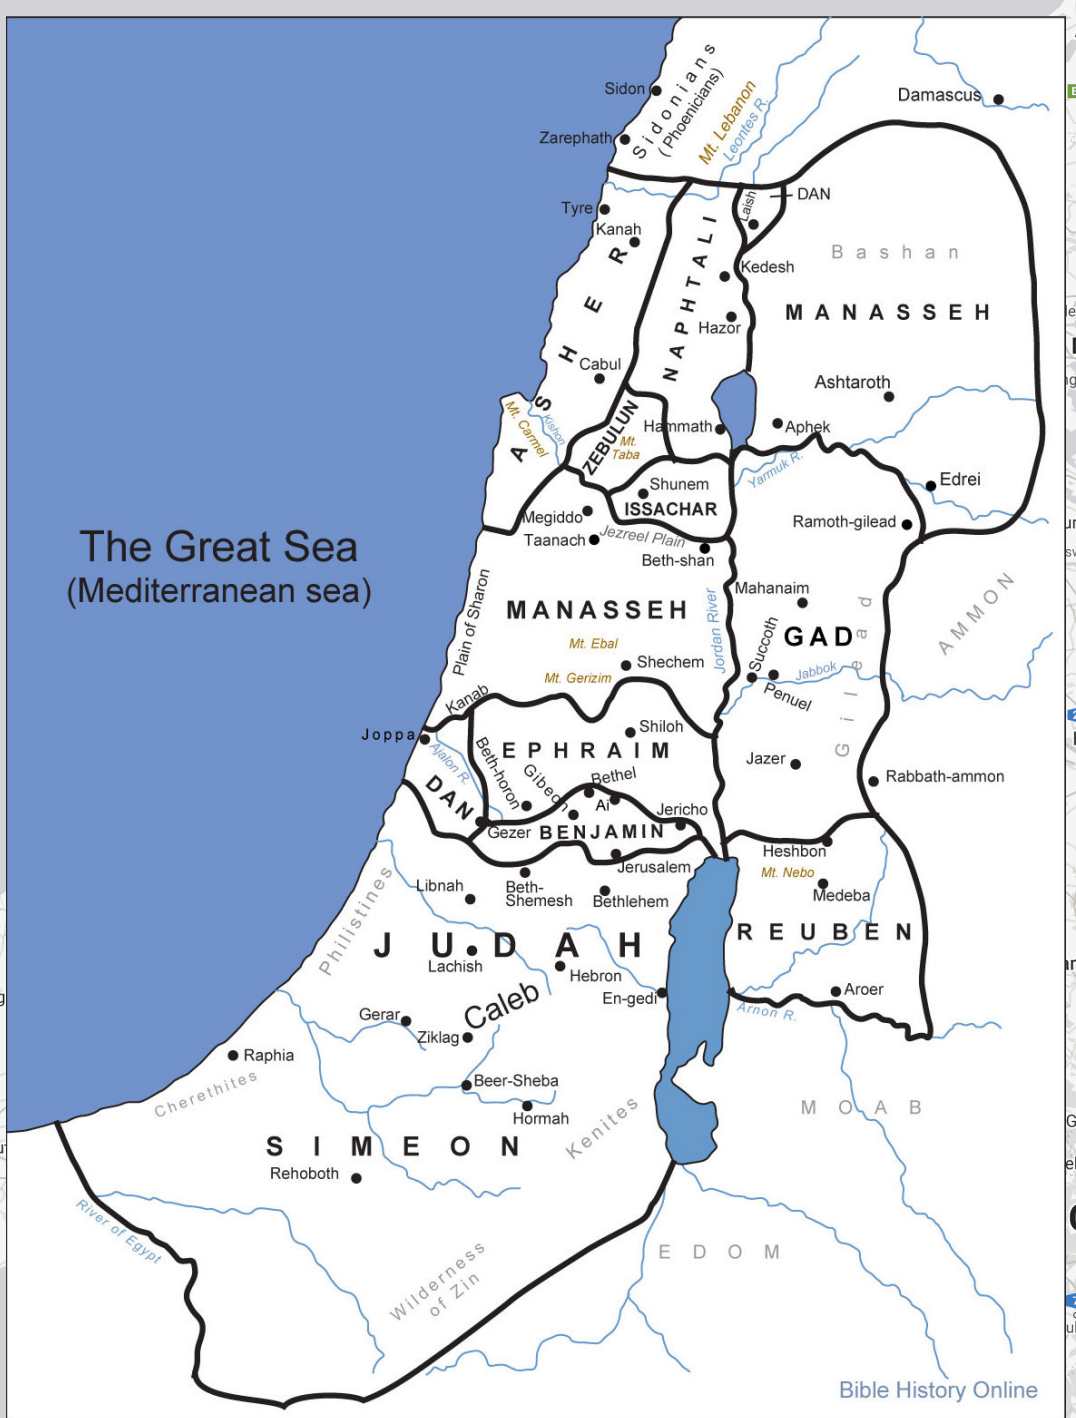 Sidon
Sidonians
(Phoenicians)
Mt. Lebanon
Leontes R.
Damascus
Zarephath
Tyre
Kanah
Laish
DAN
Bashan
NAPHTALI
Kedesh
MANASSEH
Hazor
ASHER
Cabul
Ashtaroth
Mt. Carmel
Kishon
ZEBULUN
Mt.
Taba
Hammath
Aphek
Yarmuk R.
Edrei
Shunem
ISSACHAR
Megiddo
Ramoth-gilead
Taanach
Jezreel Plain
Beth-shan
The Great Sea
(Mediterranean sea)
Plain of Sharon
MANASSEH
Jordan River
Mahanaim
AMMON
Mt. Ebal
Succoth
GAD
Gilead
Shechem
Mt. Gerizim
Jabbok
Penuel
Kanab
Joppa
Shiloh
EPHRAIM
Ajalon R.
Beth-horon
Gibeon
Bethel
Ai
Jazer
Rabbath-ammon
DAN
Gezer
BENJAMIN
Jericho
Heshbon
Jerusalem
Mt. Nebo
Libnah
Beth-
Shemesh
Bethlehem
Medeba
Philistines
JUDAH
REUBEN
Lachish
Hebron
En-gedi
Aroer
Caleb
Arnon R.
Gerar
Ziklag
Raphia
Cherethites
Beer-Sheba
Hormah
Kenites
MOAB
SIMEON
Rehoboth
River of Egypt
Wilderness
of Zin
EDOM
Bible History Online